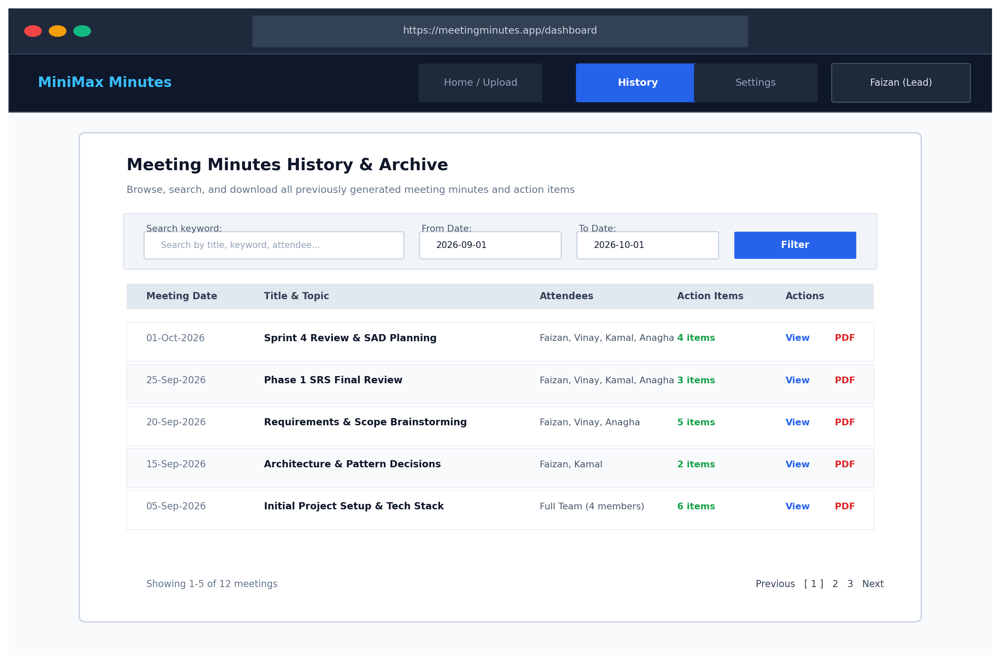 https://meetingminutes.app/dashboard
MiniMax Minutes Home / Upload History Settings Faizan (Lead)
Meeting Minutes History & Archive
Browse, search, and download all previously generated meeting minutes and action items
Search keyword: From Date: To Date:
Search by title, keyword, attendee... 2026-09-01 2026-10-01 Filter
Meeting Date Title & Topic Attendees Action Items Actions
01-Oct-2026 Sprint 4 Review & SAD Planning Faizan, Vinay, Kamal, Anagha 4 items View PDF
25-Sep-2026 Phase 1 SRS Final Review Faizan, Vinay, Kamal, Anagha 3 items View PDF
20-Sep-2026 Requirements & Scope Brainstorming Faizan, Vinay, Anagha 5 items View PDF
15-Sep-2026 Architecture & Pattern Decisions Faizan, Kamal 2 items View PDF
05-Sep-2026 Initial Project Setup & Tech Stack Full Team (4 members) 6 items View PDF
Showing 1-5 of 12 meetings Previous [ 1 ] 2 3 Next